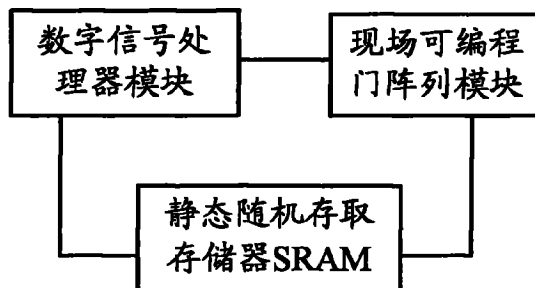 数字信号处
理器模块
现场可编程
门阵列模块
静态随机存取
存储器SRAM